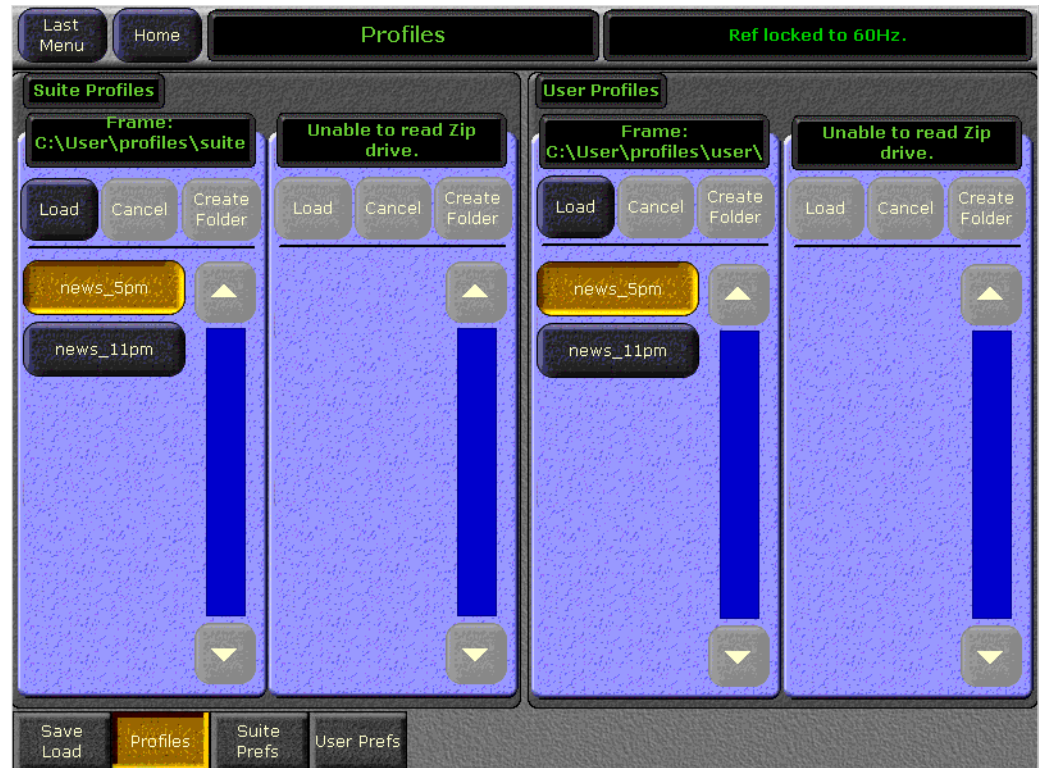 Last
Menu
Home
Profiles
Ref locked to 60Hz.
Suite Profiles
Frame:
C:\User\profiles\suite
Unable to read Zip
drive.
Load
Cancel
Create
Folder
Load
Cancel
Create
Folder
news_5pm
news_11pm
User Profiles
Frame:
C:\User\profiles\user\
Unable to read Zip
drive.
Load
Cancel
Create
Folder
Load
Cancel
Create
Folder
news_5pm
news_11pm
Save
Load
Profiles
Suite
Prefs
User Prefs